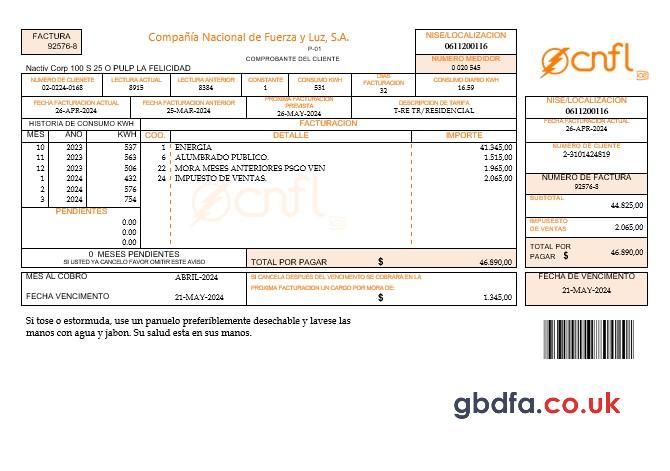 FACTURA
92576-8
Compañía Nacional de Fuerza y Luz, S.A.
P-01
COMPROBANTE DEL CLIENTE
NISE/LOCALIZACION
0611200116
NUMERO MEDIDOR
0 020 545
cnfl
Nactiv Corp 100 S 25 O PULP LA FELICIDAD
NUMERO DE CLIENETE LECTURA ACTUAL LECTURA ANTERIOR CONSTANTE CONSUMO KWH DIAS FACTURACION CONSUMO DIARIO KWH
02-0224-0168 8915 8384 1 531 32 16.59
FECHA FACTURACION ACTUAL FECHA FACTURACION ANTERIOR PROXIMA FACTURACION PREVISTA DESCRIPCION DE TARIFA
26-APR-2024 25-MAR-2024 26-MAY-2024 T-RE TR/RESIDENCIAL
HISTORIA DE CONSUMO KWH FACTURACION
MES AÑO KWH COD. DETALLE IMPORTE
10 2023 537 1 ENERGIA 41.345,00
11 2023 563 6 ALUMBRADO PUBLICO. 1.515,00
12 2023 506 22 MORA MESES ANTERIORES PSGO VEN 1.965,00
1 2024 432 24 IMPUESTO DE VENTAS. 2.065,00
2 2024 576
3 2024 754
cnfl
PENDIENTES
0.00
0.00
0.00
0 MESES PENDIENTES
SI USTED YA CANCELO FAVOR OMITIR ESTE AVISO
TOTAL POR PAGAR $ 46.890,00
MES AL COBRO ABRIL-2024
FECHA VENCIMIENTO 21-MAY-2024
SI CANCELA DESPUÉS DEL VENCIMIENTO SE COBRARÁ EN LA
PROXIMA FACTURACION UN CARGO POR MORA DE:
$ 1.345,00
NISE/LOCALIZACION
0611200116
FECHA FACTURACION ACTUAL
26-APR-2024
NUMERO DE CLIENTE
2-3101424819
NUMERO DE FACTURA
92576-8
SUBTOTAL
44.825,00
IMPUESTO
DE VENTAS 2.065,00
TOTAL POR
PAGAR $ 46.890,00
FECHA DE VENCIMIENTO
21-MAY-2024
Si tose o estormuda, use un panuelo preferiblemente desechable y lavese las
manos con agua y jabon. Su salud esta en sus manos.
gbdfa.co.uk